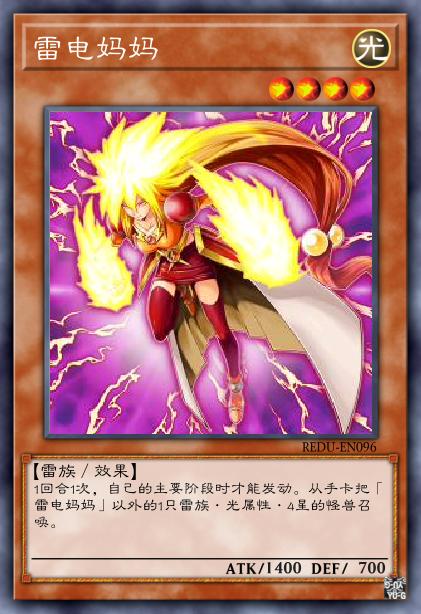 雷电妈妈
光
REDU-EN096
【雷族／效果】
1回合1次，自己的主要阶段时才能发动。从手卡把「
雷电妈妈」以外的1只雷族·光属性·4星的怪兽召
唤。
ATK/1400 DEF/ 700